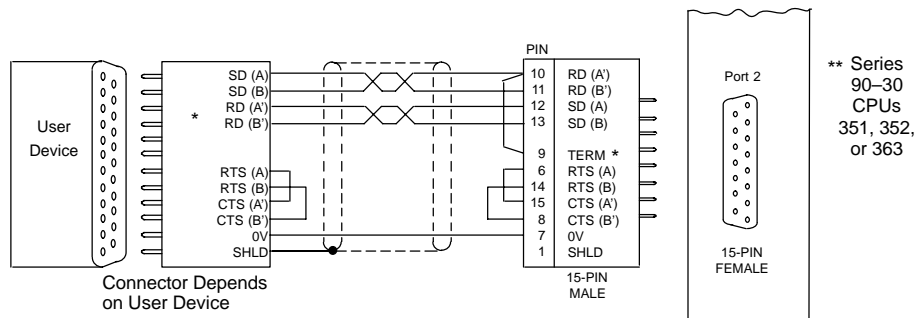 User
Device
*
SD (A)
SD (B)
RD (A')
RD (B')
RTS (A)
RTS (B)
CTS (A')
CTS (B')
0V
SHLD
Connector Depends
on User Device
PIN
10 RD (A')
11 RD (B')
12 SD (A)
13 SD (B)
9 TERM *
6 RTS (A)
14 RTS (B)
15 CTS (A')
8 CTS (B')
7 0V
1 SHLD
15-PIN
MALE
Port 2
15-PIN
FEMALE
** Series
90–30
CPUs
351, 352,
or 363